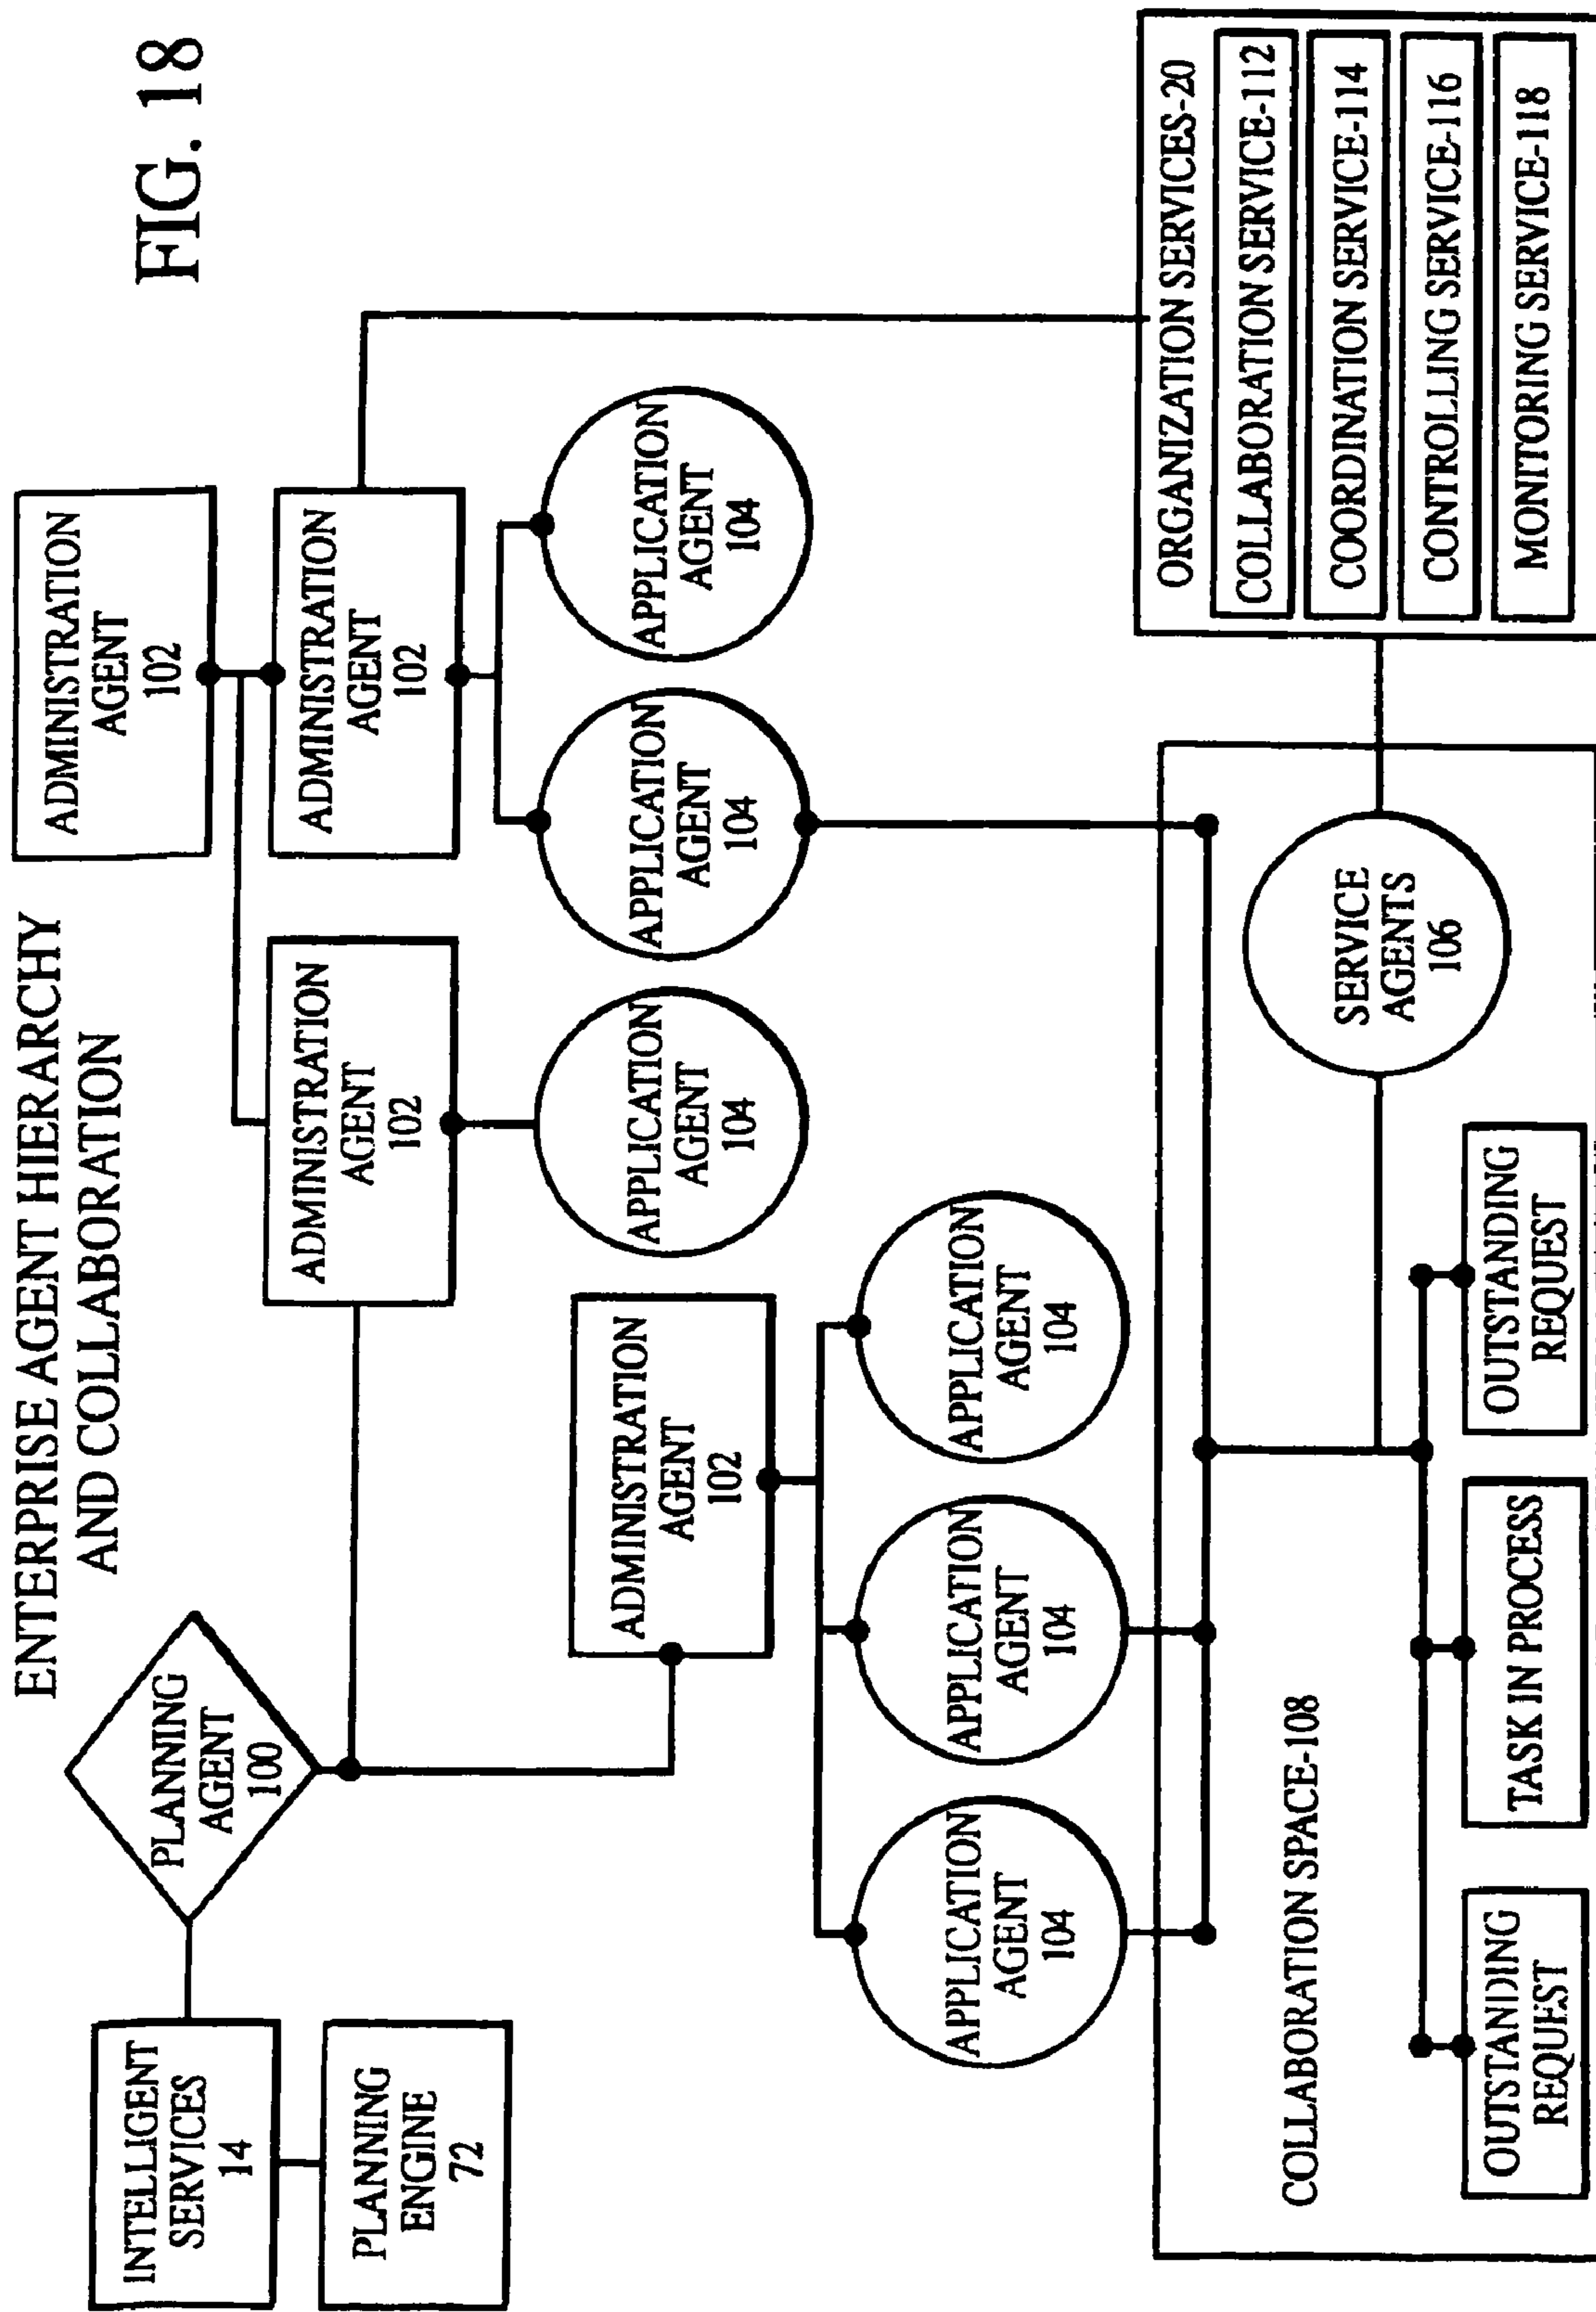 ENTERPRISE AGENT HIERARCHY
AND COLLABORATION
FIG. 18
INTELLIGENT
SERVICES
14
PLANNING
ENGINE
72
PLANNING
AGENT
100
ADMINISTRATION
AGENT
102
ADMINISTRATION
AGENT
102
ADMINISTRATION
AGENT
102
APPLICATION
AGENT
104
APPLICATION
AGENT
104
APPLICATION
AGENT
104
ADMINISTRATION
AGENT
102
APPLICATION
AGENT
104
APPLICATION
AGENT
104
APPLICATION
AGENT
104
COLLABORATION SPACE-108
SERVICE
AGENTS
106
OUTSTANDING
REQUEST
TASK IN PROCESS
OUTSTANDING
REQUEST
ORGANIZATION SERVICES-20
COLLABORATION SERVICE-112
COORDINATION SERVICE-114
CONTROLLING SERVICE-116
MONITORING SERVICE-118